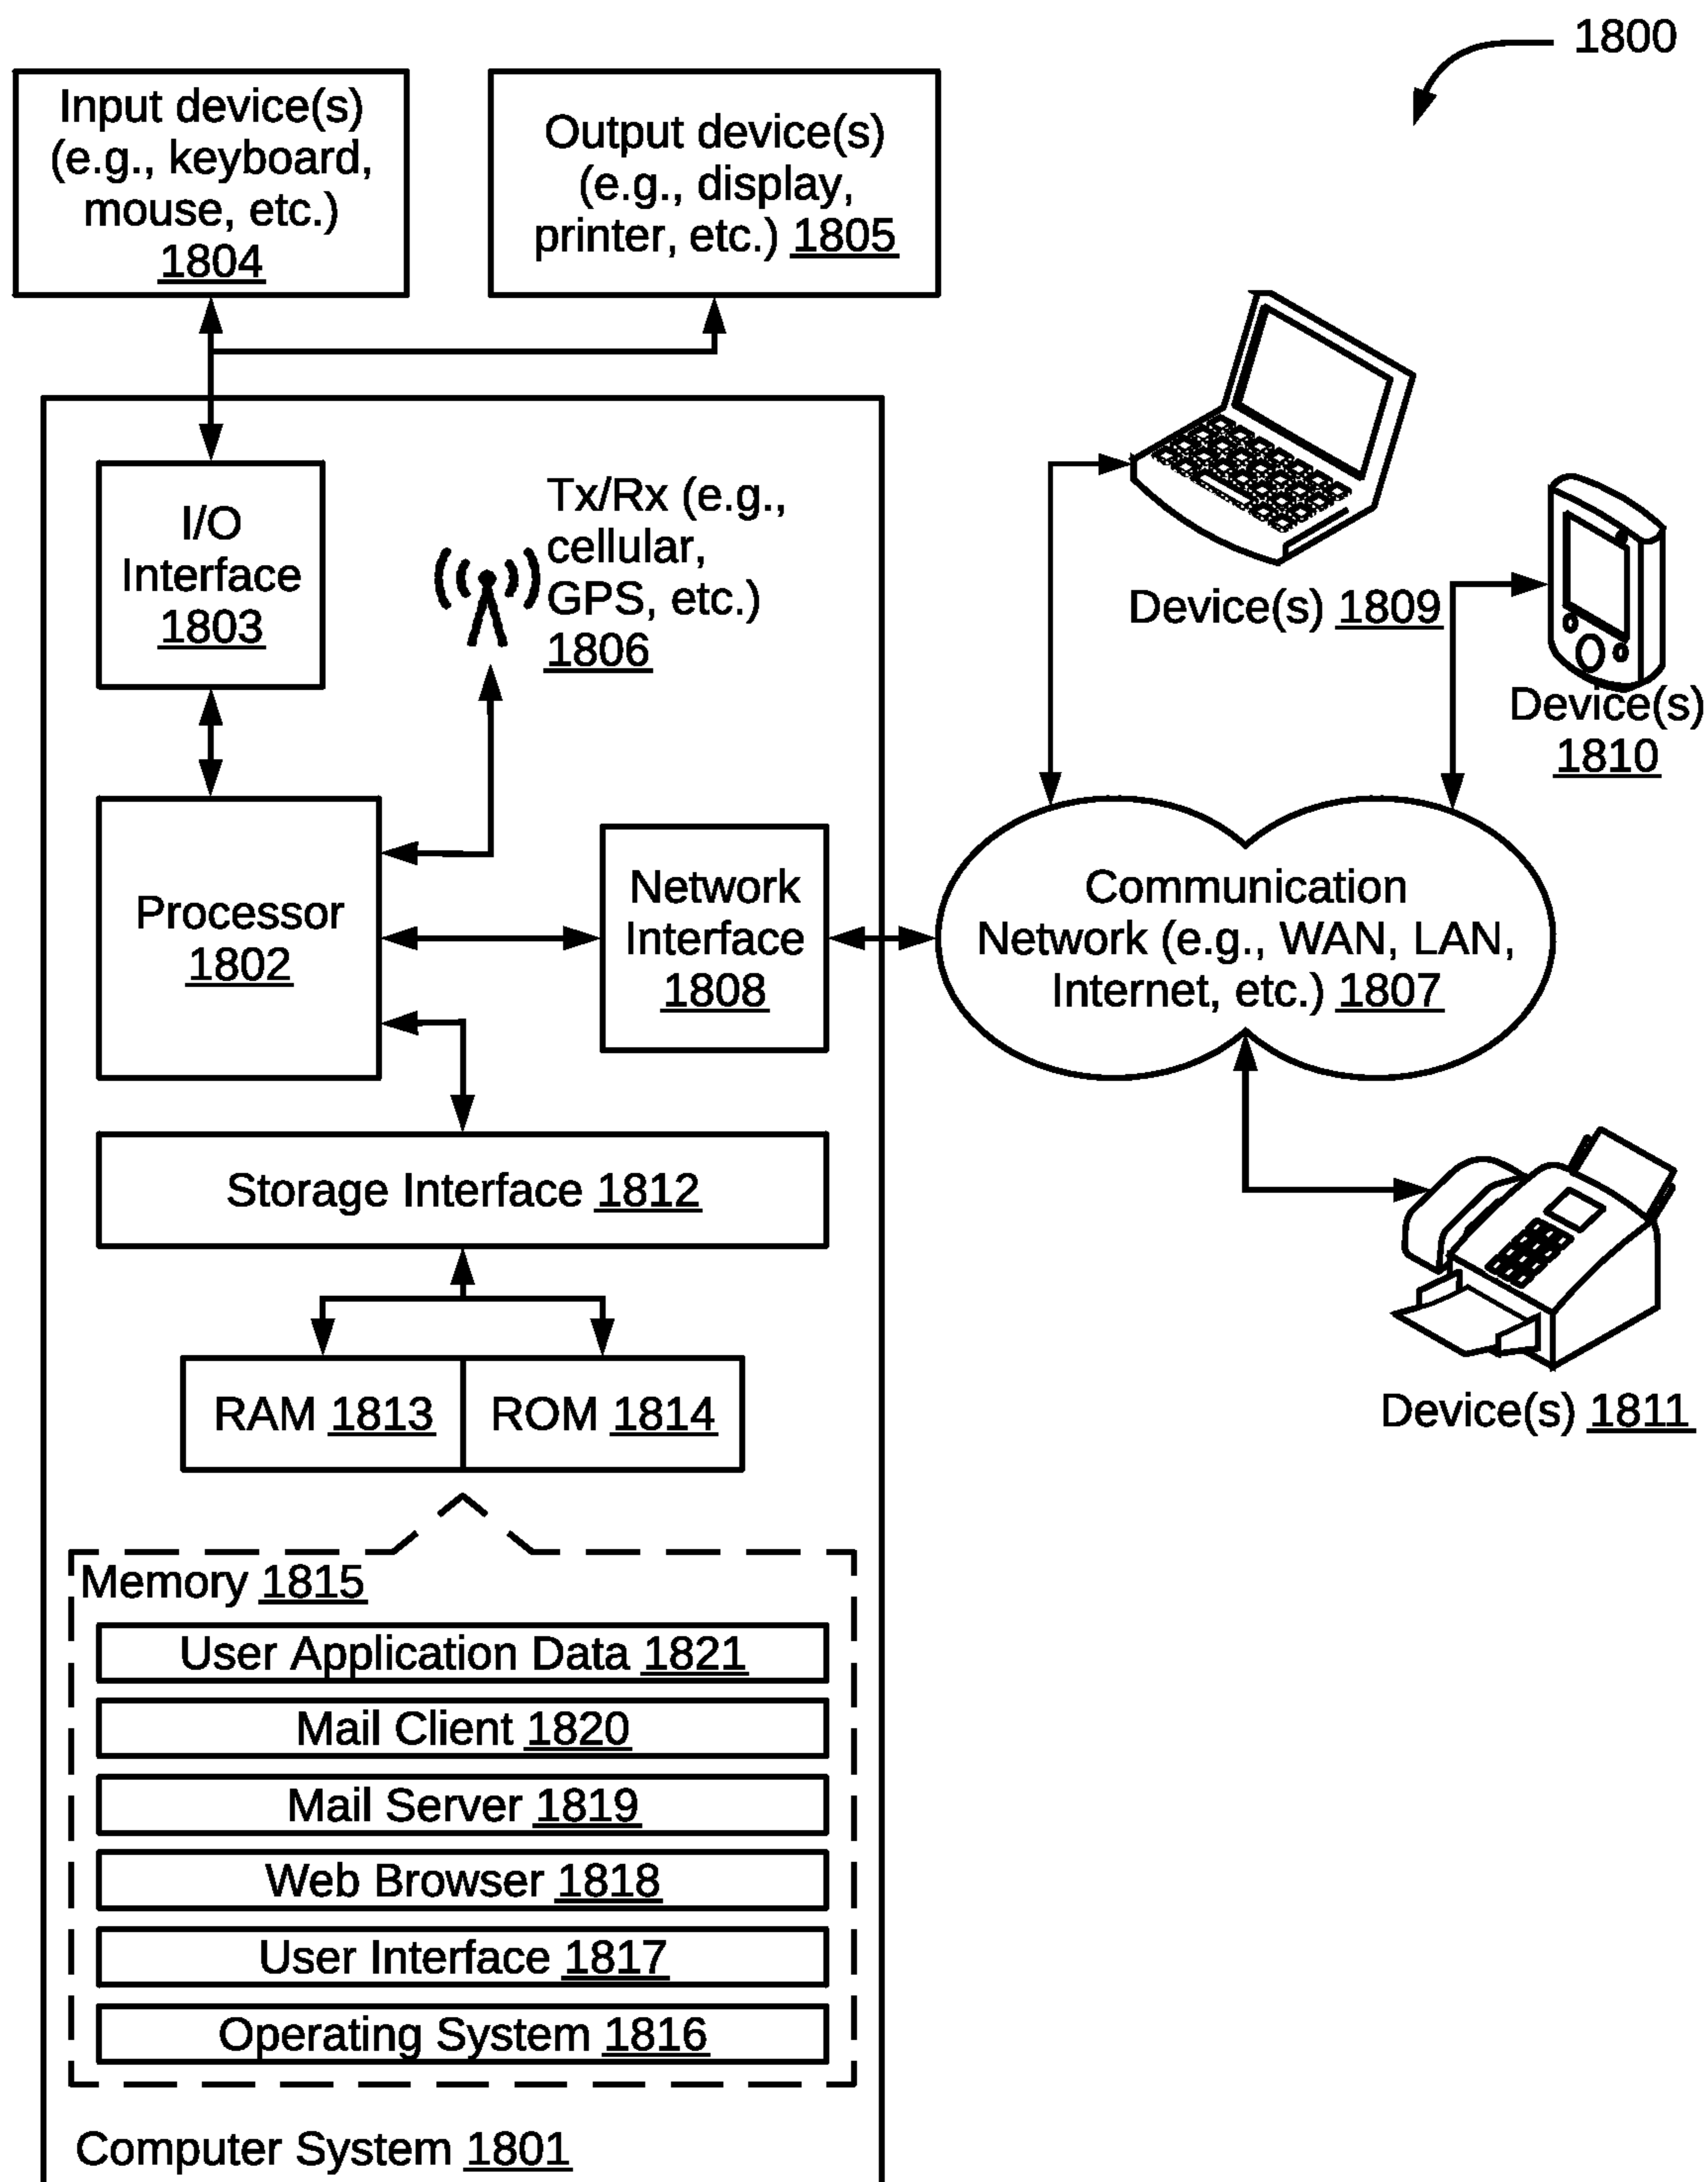 1800
Input device(s)
(e.g., keyboard,
mouse, etc.)
1804
Output device(s)
(e.g., display,
printer, etc.) 1805
I/O
Interface
1803
Tx/Rx (e.g.,
cellular,
GPS, etc.)
1806
Device(s) 1809
Device(s)
1810
Processor
1802
Network
Interface
1808
Communication
Network (e.g., WAN, LAN,
Internet, etc.) 1807
Storage Interface 1812
RAM 1813
ROM 1814
Device(s) 1811
Memory 1815
User Application Data 1821
Mail Client 1820
Mail Server 1819
Web Browser 1818
User Interface 1817
Operating System 1816
Computer System 1801